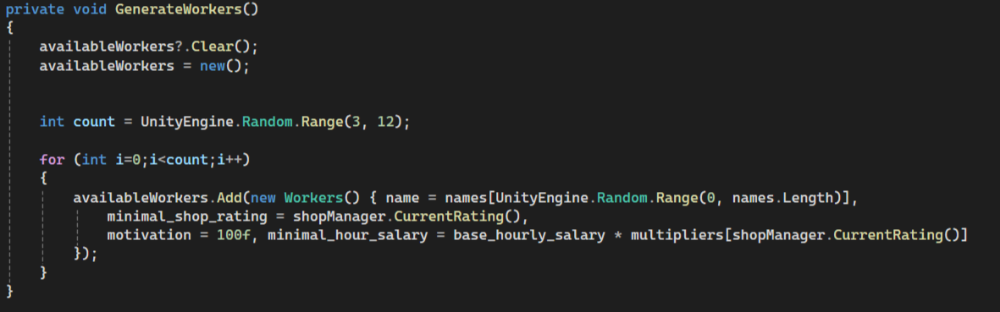 private void GenerateWorkers()
{
availableWorkers?.Clear();
availableWorkers = new();
int count = UnityEngine.Random.Range(3, 12);
for (int i=0;i<count;i++)
{
availableWorkers.Add(new Workers() { name = names[UnityEngine.Random.Range(0, names.Length)],
minimal_shop_rating = shopManager.CurrentRating(),
motivation = 100f, minimal_hour_salary = base_hourly_salary * multipliers[shopManager.CurrentRating()]
});
}
}